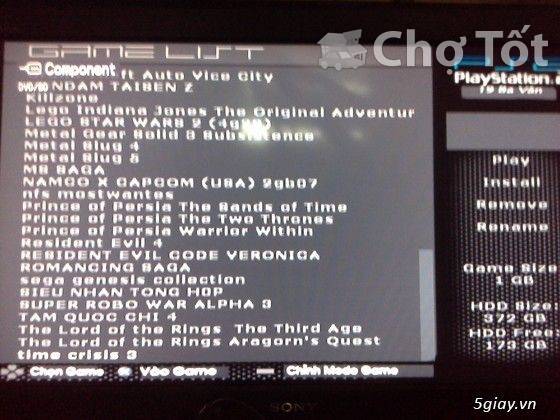 GAME LIST
Chợ Tốt
Component
ft Auto Vice City
DVD/60
NDAM TAISEN Z
Killzone
Lego Indiana Jones The Original Adventur
LEGO STAR WARS 2
Metal Gear Solid 3 Subsistence
Metal Slug 4
Metal Slug 5
MS SAGA
NAMCO X CAPCOM (USA) 2gb07
nfs mostwantes
Prince of Persia The Sands of Time
Prince of Persia The Two Thrones
Prince of Persia Warrior Within
Resident Evil 4
RESIDENT EVIL CODE VERONICA
ROMANCING SAGA
sega genesis collection
SIEU NHAN TONG HOP
SUPER ROBO WAR ALPHA 3
TAM QUOC CHI 4
The Lord of the Rings The Third Age
The Lord of the Rings Aragorn's Quest
time crisis 3
PlayStation.
Play
Install
Remove
Rename
Game Size
1 GB
HDD Size
372 GB
HDD Free
173 GB
Chọn Game
Vào Game
Chỉnh Mode Game
SONY
5giay.vn